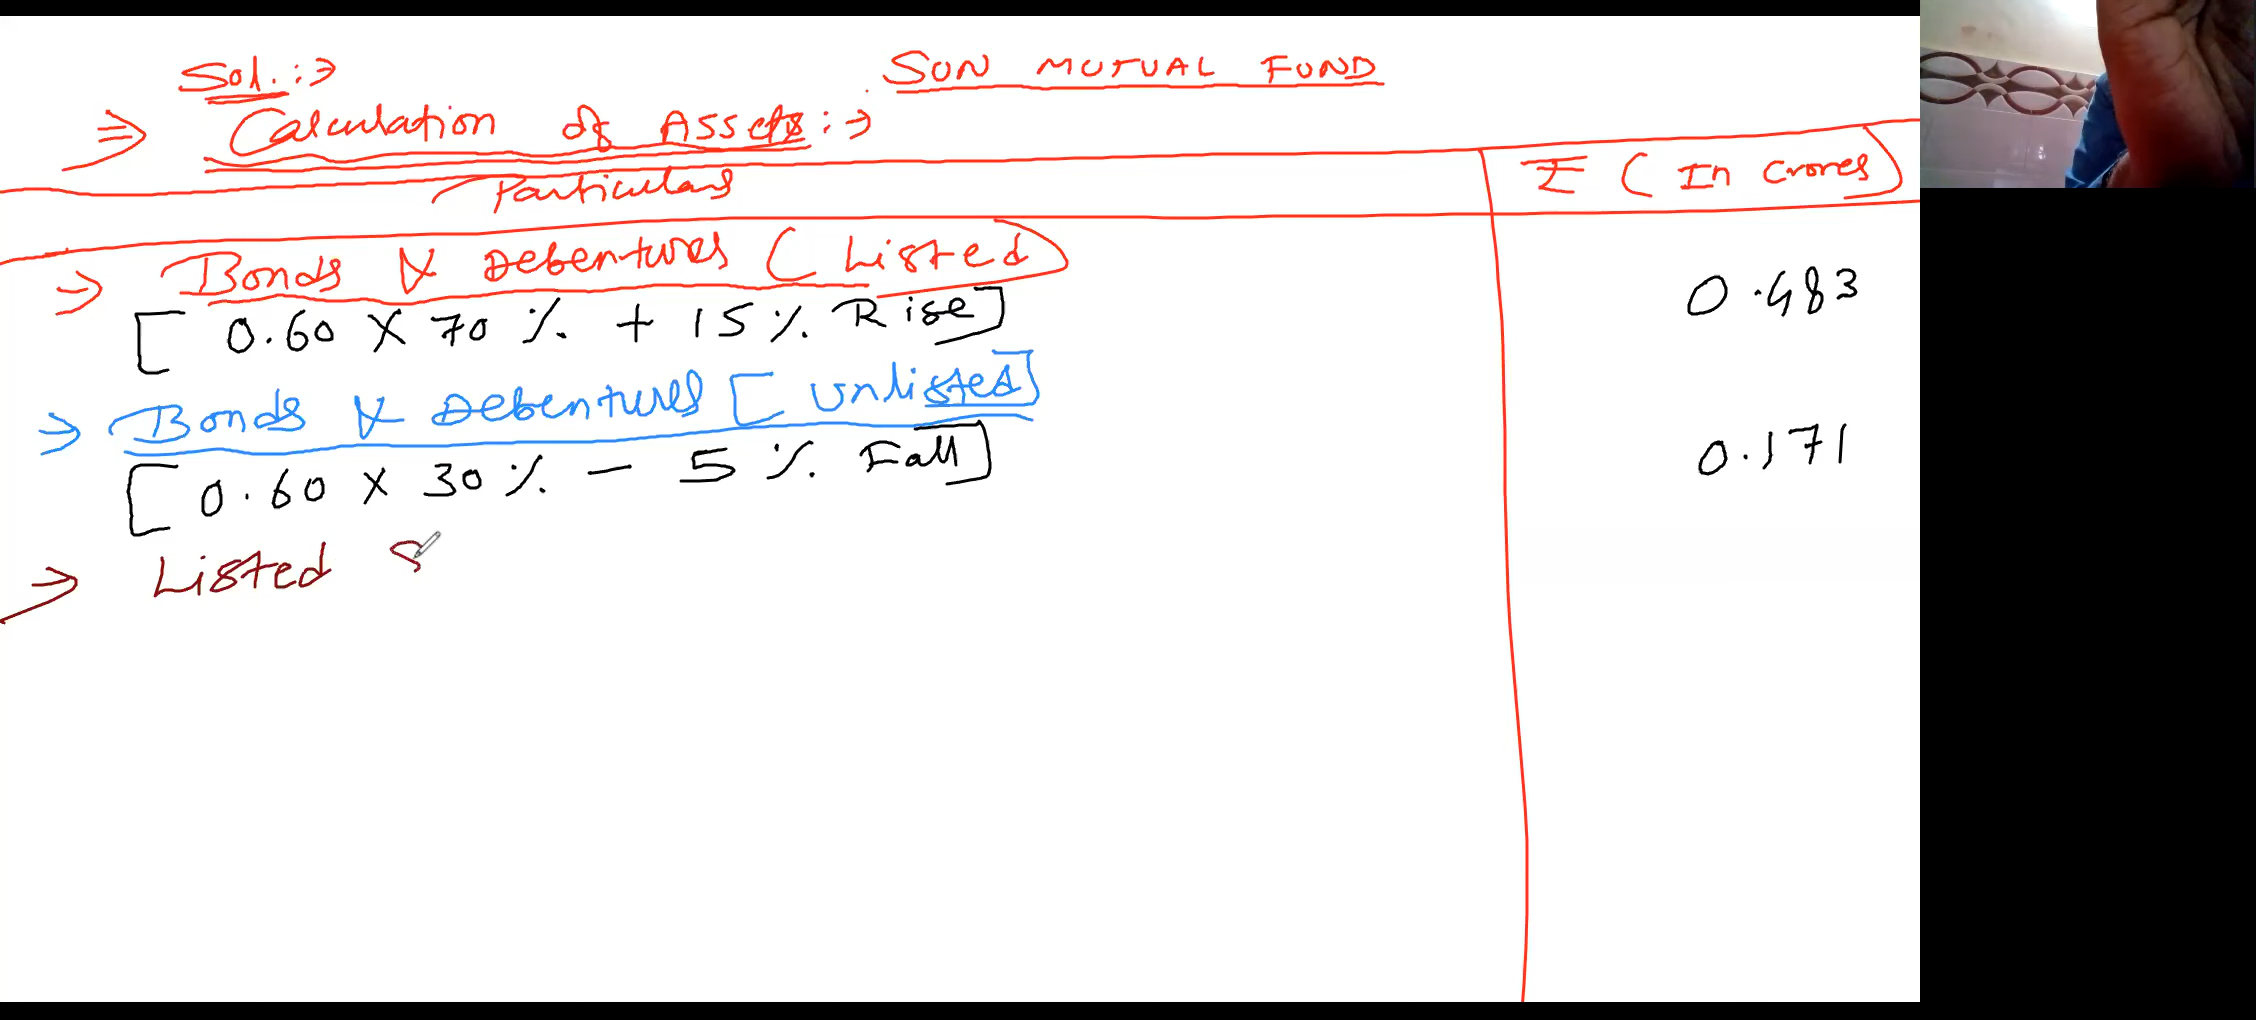 Sol. :→ SUN MUTUAL FUND
⇒ Calculation of Assets :→
Particulars ₹ (In Crores)
⇒ Bonds & Debentures (Listed)
[0.60 × 70 % + 15 % Rise] 0.483
⇒ Bonds & Debentures [Unlisted]
[0.60 × 30 % - 5 % Fall] 0.171
⇒ Listed S